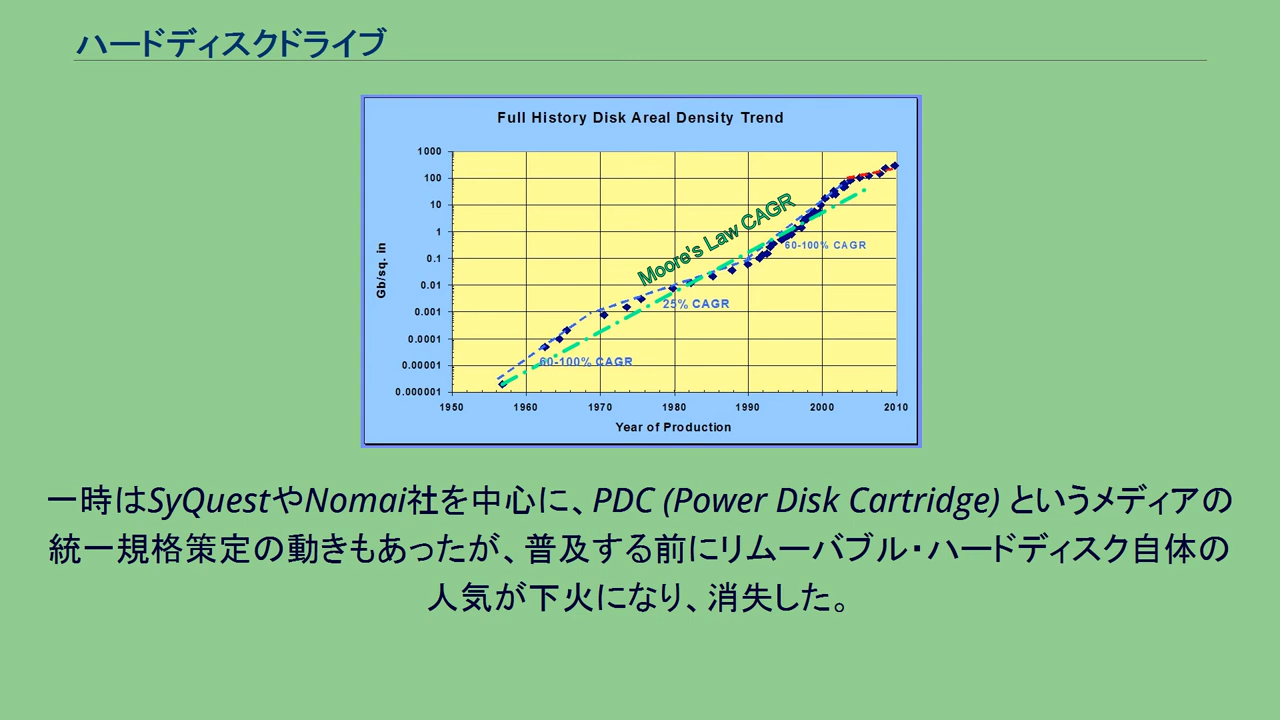 ハードディスクドライブ
Full History Disk Areal Density Trend
1000
100
10
1
0.1
0.01
0.001
0.0001
0.00001
0.000001
Gb/sq. in
Moore's Law CAGR
60-100% CAGR
25% CAGR
60-100% CAGR
1950 1960 1970 1980 1990 2000 2010
Year of Production
一時はSyQuestやNomai社を中心に、PDC (Power Disk Cartridge) というメディアの
統一規格策定の動きもあったが、普及する前にリムーバブル・ハードディスク自体の
人気が下火になり、消失した。